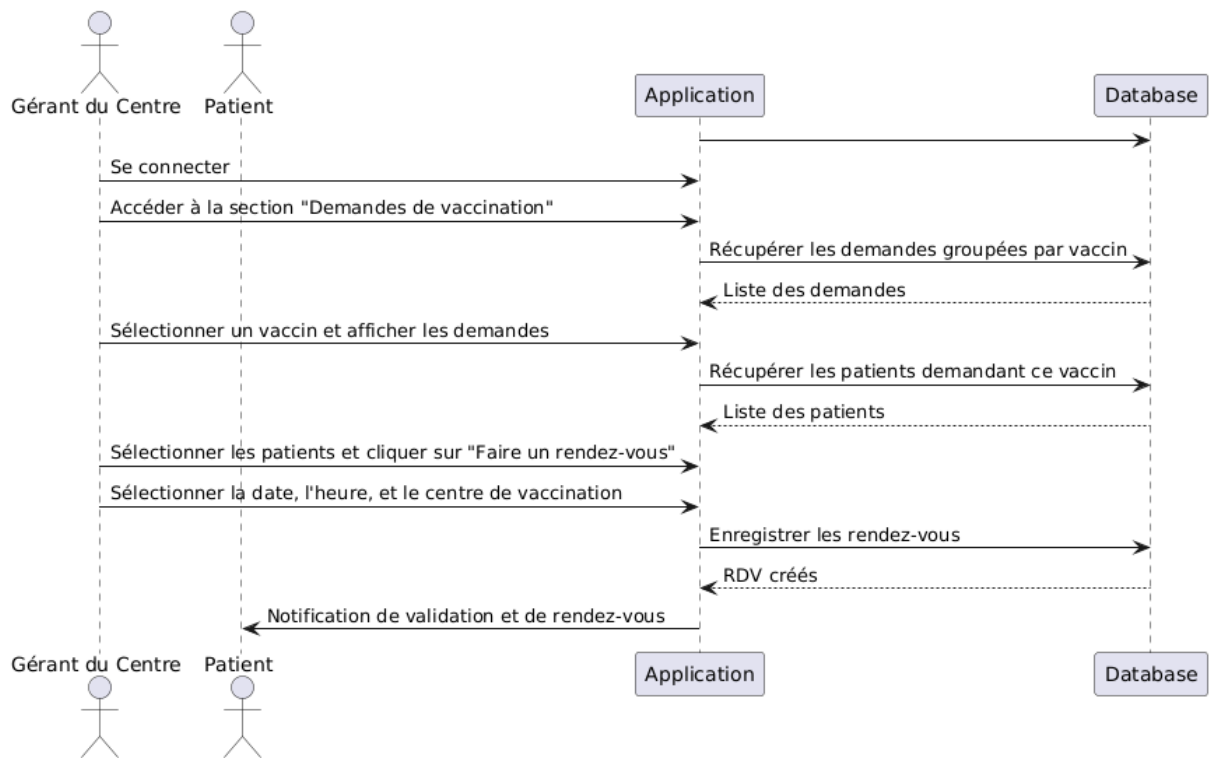 Gérant du Centre
Patient
Application
Database
Se connecter
Accéder à la section "Demandes de vaccination"
Récupérer les demandes groupées par vaccin
Liste des demandes
Sélectionner un vaccin et afficher les demandes
Récupérer les patients demandant ce vaccin
Liste des patients
Sélectionner les patients et cliquer sur "Faire un rendez-vous"
Sélectionner la date, l'heure, et le centre de vaccination
Enregistrer les rendez-vous
RDV créés
Notification de validation et de rendez-vous
Gérant du Centre
Patient
Application
Database